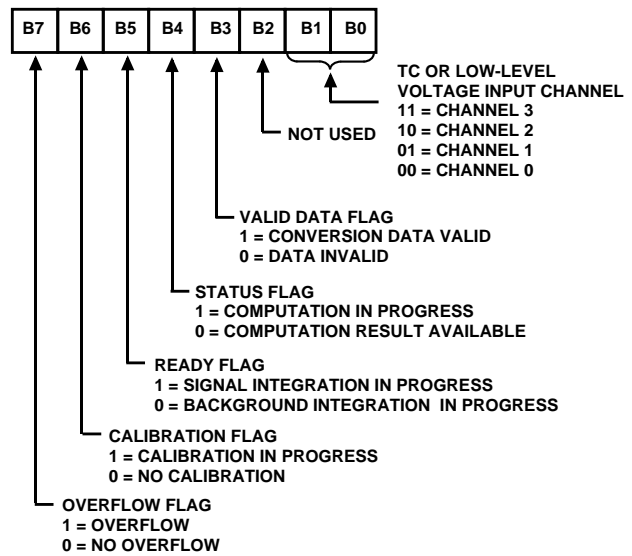 B7 B6 B5 B4 B3 B2 B1 B0
TC OR LOW-LEVEL
VOLTAGE INPUT CHANNEL
11 = CHANNEL 3
10 = CHANNEL 2
01 = CHANNEL 1
00 = CHANNEL 0
NOT USED
VALID DATA FLAG
1 = CONVERSION DATA VALID
0 = DATA INVALID
STATUS FLAG
1 = COMPUTATION IN PROGRESS
0 = COMPUTATION RESULT AVAILABLE
READY FLAG
1 = SIGNAL INTEGRATION IN PROGRESS
0 = BACKGROUND INTEGRATION IN PROGRESS
CALIBRATION FLAG
1 = CALIBRATION IN PROGRESS
0 = NO CALIBRATION
OVERFLOW FLAG
1 = OVERFLOW
0 = NO OVERFLOW